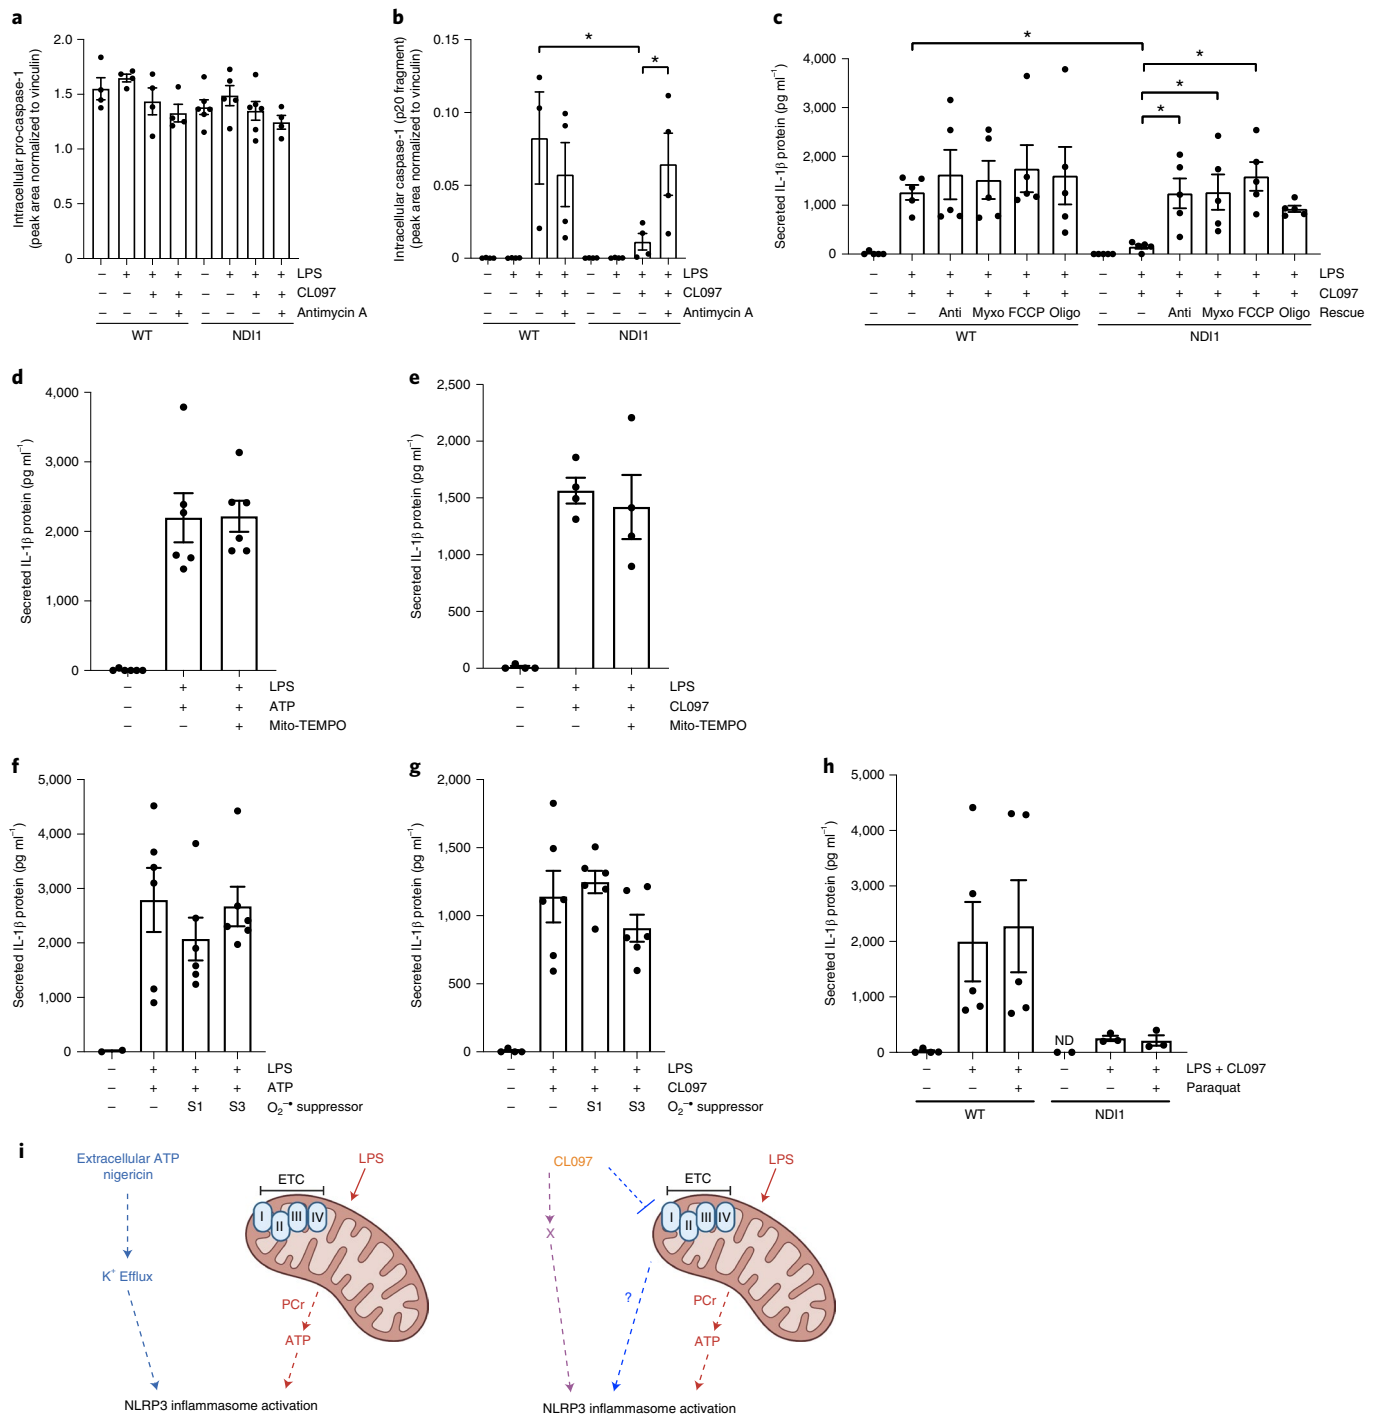 a
Intracellular pro-caspase-1
(peak area normalized to vinculin)
2.0
1.5
1.0
0.5
0
– + + + – + + + LPS
– – + + – – + + CL097
– – – + – – – + Antimycin A
WT NDI1
b
Intracellular caspase-1 (p20 fragment)
(peak area normalized to vinculin)
0.15
0.10
0.05
0
* *
– + + + – + + + LPS
– – + + – – + + CL097
– – – + – – – + Antimycin A
WT NDI1
c
Secreted IL-1β protein (pg ml⁻¹)
4,000
3,000
2,000
1,000
0
* * * *
– + + + + + – + + + + + LPS
– + + + + + – + + + + + CL097
– – Anti Myxo FCCP Oligo – – Anti Myxo FCCP Oligo Rescue
WT NDI1
d
Secreted IL-1β protein (pg ml⁻¹)
4,000
3,000
2,000
1,000
0
– + + LPS
– + + ATP
– – + Mito-TEMPO
e
Secreted IL-1β protein (pg ml⁻¹)
2,500
2,000
1,500
1,000
500
0
– + + LPS
– + + CL097
– – + Mito-TEMPO
f
Secreted IL-1β protein (pg ml⁻¹)
5,000
4,000
3,000
2,000
1,000
0
– + + + LPS
– + + + ATP
– – S1 S3 O₂⁻• suppressor
g
Secreted IL-1β protein (pg ml⁻¹)
2,000
1,500
1,000
500
0
– + + + LPS
– + + + CL097
– – S1 S3 O₂⁻• suppressor
h
Secreted IL-1β protein (pg ml⁻¹)
5,000
4,000
3,000
2,000
1,000
0
ND
– + + – + + LPS + CL097
– – + – – + Paraquat
WT NDI1
i
Extracellular ATP
nigericin
K⁺ Efflux
LPS
ETC
I II III IV
PCr
ATP
NLRP3 inflammasome activation
CL097
X
?
LPS
ETC
I II III IV
PCr
ATP
NLRP3 inflammasome activation